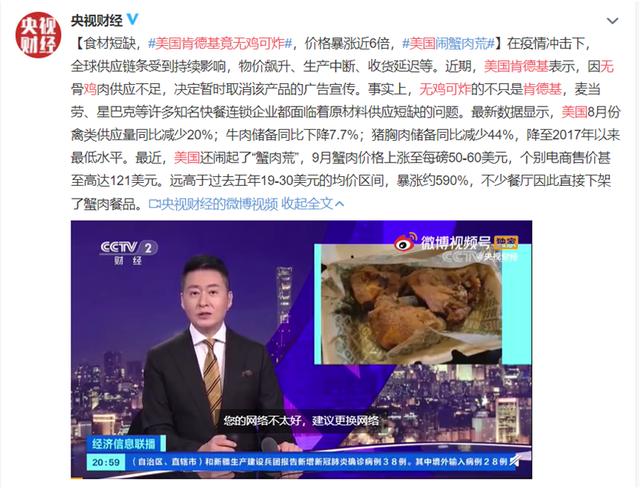 央视财经
央视财经
【食材短缺，#美国肯德基竟无鸡可炸#，价格暴涨近6倍，#美国闹蟹肉荒#】在疫情冲击下，
全球供应链条受到持续影响，物价飙升、生产中断、收货延迟等。近期，美国肯德基表示，因无
骨鸡肉供应不足，决定暂时取消该产品的广告宣传。事实上，无鸡可炸的不只是肯德基，麦当
劳、星巴克等许多知名快餐连锁企业都面临着原材料供应短缺的问题。最新数据显示，美国8月份
禽类供应量同比减少20%；牛肉储备同比下降7.7%；猪胸肉储备同比减少44%，降至2017年以来
最低水平。最近，美国还闹起了“蟹肉荒”，9月蟹肉价格上涨至每磅50-60美元，个别电商售价甚
至高达121美元。远高于过去五年19-30美元的均价区间，暴涨约590%，不少餐厅因此直接下架
了蟹肉餐品。央视财经的微博视频 收起全文
CCTV 2
财经
微博视频号 独家
CCTV @央视财经
您的网络不太好，建议更换网络
经济信息联播
20:59 （自治区、直辖市）和新疆生产建设兵团报告新增新冠肺炎确诊病例38例。其中境外输入病例28例